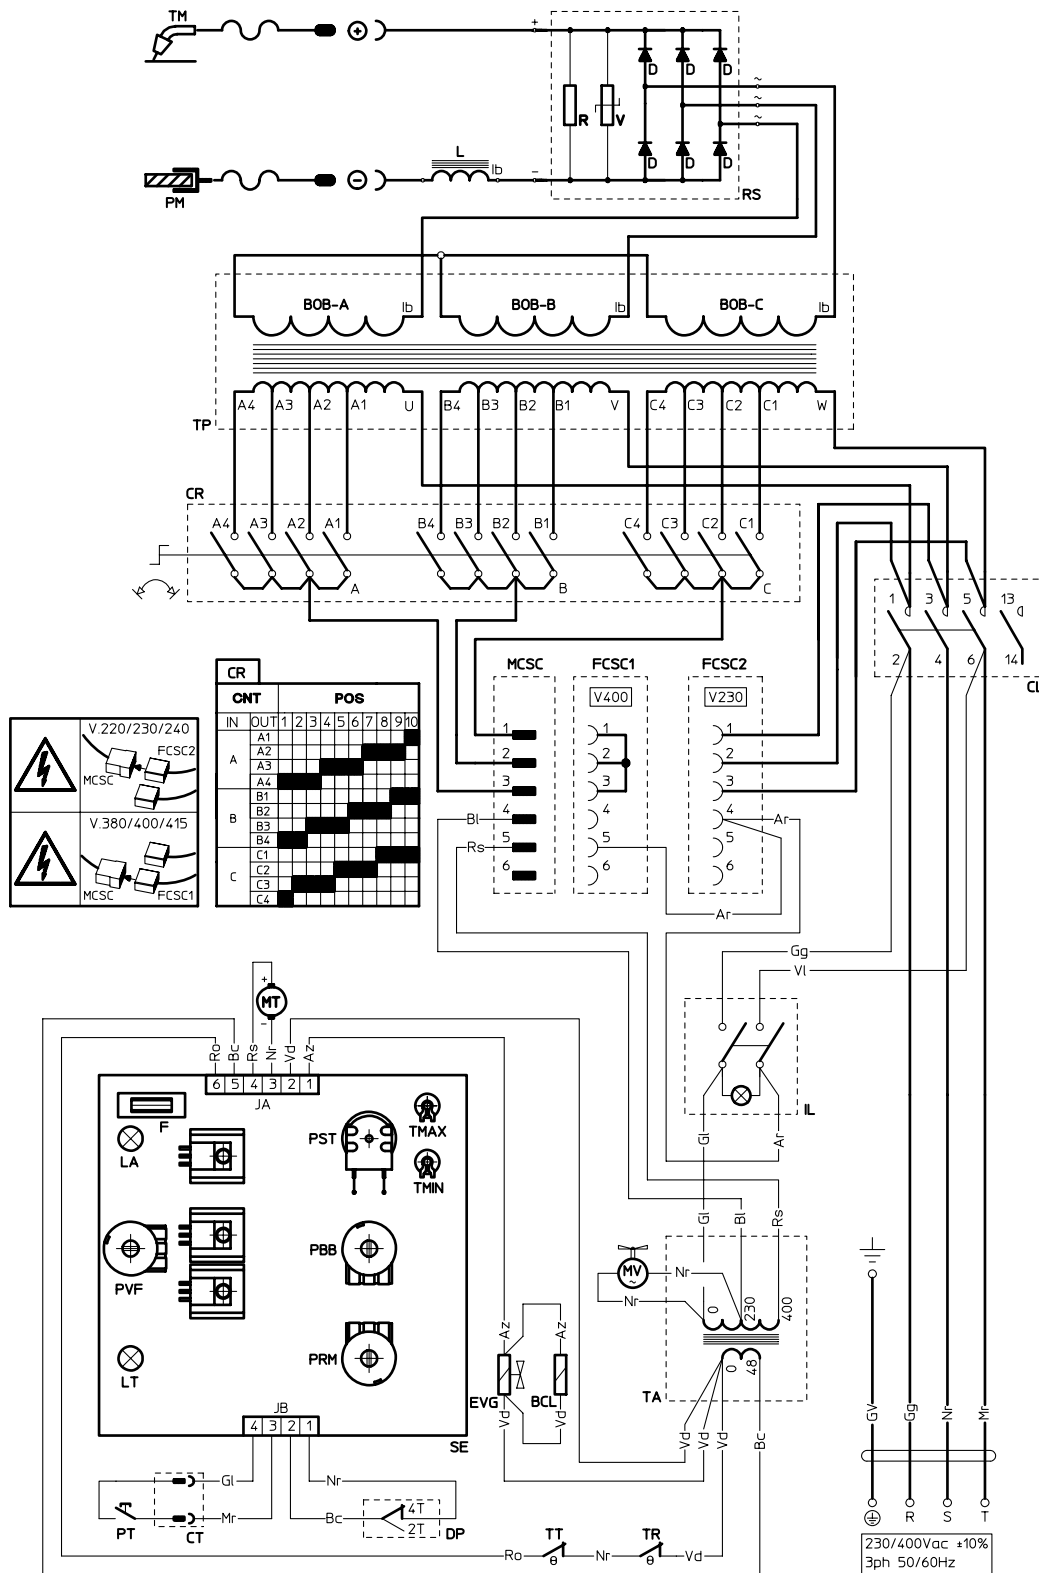 TM
+
D D D
~
~
~
R V
L
lb
D D D
-
PM
RS
BOB-A lb BOB-B lb BOB-C lb
A4 A3 A2 A1 U B4 B3 B2 B1 V C4 C3 C2 C1 W
TP
CR
A4 A3 A2 A1 B4 B3 B2 B1 C4 C3 C2 C1
A B C
1 3 5 13
2 4 6 14
CL
MCSC FCSC1 FCSC2
V400 V230
1 1 1
2 2 2
3 3 3
4 4 4
5 5 5
6 6 6
Bl
Rs
Ar
Ar
CR
CNT POS
IN OUT 1 2 3 4 5 6 7 8 9 10
A
A1
A2
A3
A4
B
B1
B2
B3
B4
C
C1
C2
C3
C4
V.220/230/240
FCSC2
MCSC
V.380/400/415
MCSC
FCSC1
Gg
Vl
+
MT
-
Ro Bc Rs Nr Vd Az
6 5 4 3 2 1
JA
F
LA
PST
TMAX
TMIN
PVF
PBB
LT
PRM
JB
4 3 2 1
SE
IL
Gl Ar
Gl Bl Rs
MV
~
Nr
Nr
0 230 400
0 48
TA
Az Az
EVG BCL
Vd Vd
Vd Vd Vd Bc
Gl
Mr
PT CT
Nr
Bc
4T
2T
DP
TT TR
Ro Nr Vd
θ θ
GV Gg Nr Mr
R S T
230/400Vac ±10%
3ph 50/60Hz